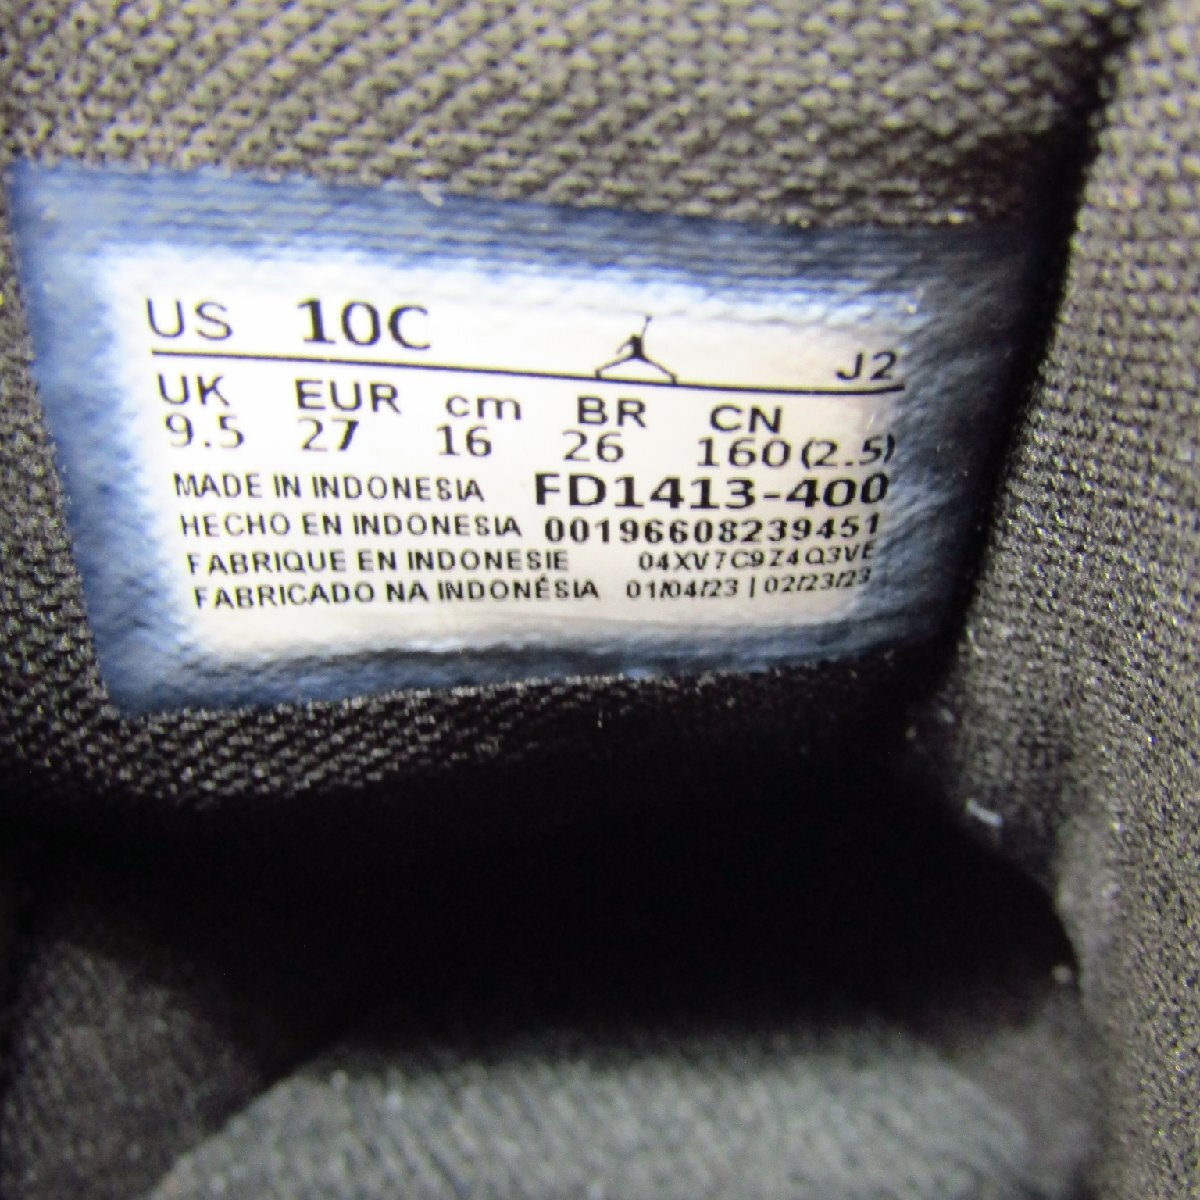 US 10C J2
UK EUR cm BR CN
9.5 27 16 26 160(2.5)
MADE IN INDONESIA FD1413-400
HECHO EN INDONESIA 00196608239451
FABRIQUE EN INDONESIE 04XV7C9Z4Q3VE
FABRICADO NA INDONÉSIA 01/04/23 | 02/23/23